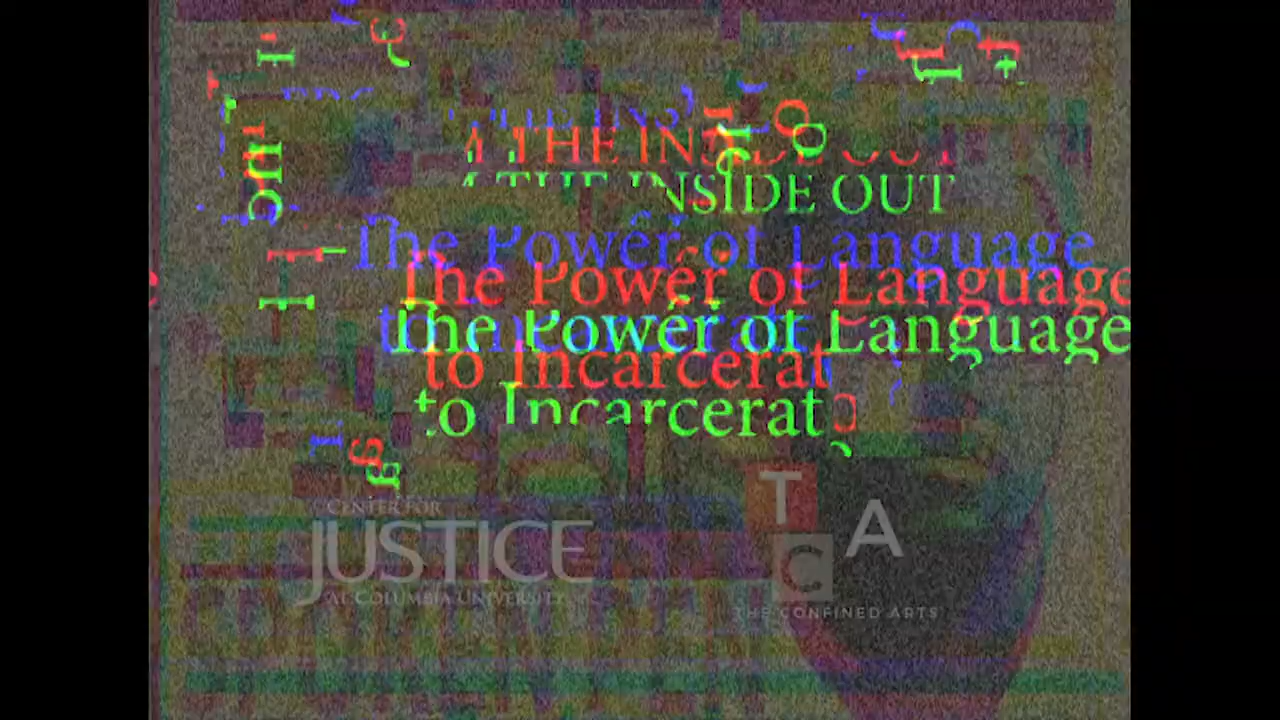 THE INSIDE OUT
The Power of Language
to Incarcerat
CENTER FOR
JUSTICE
AT COLUMBIA UNIVERSITY
T
A
C
THE CONFINED ARTS